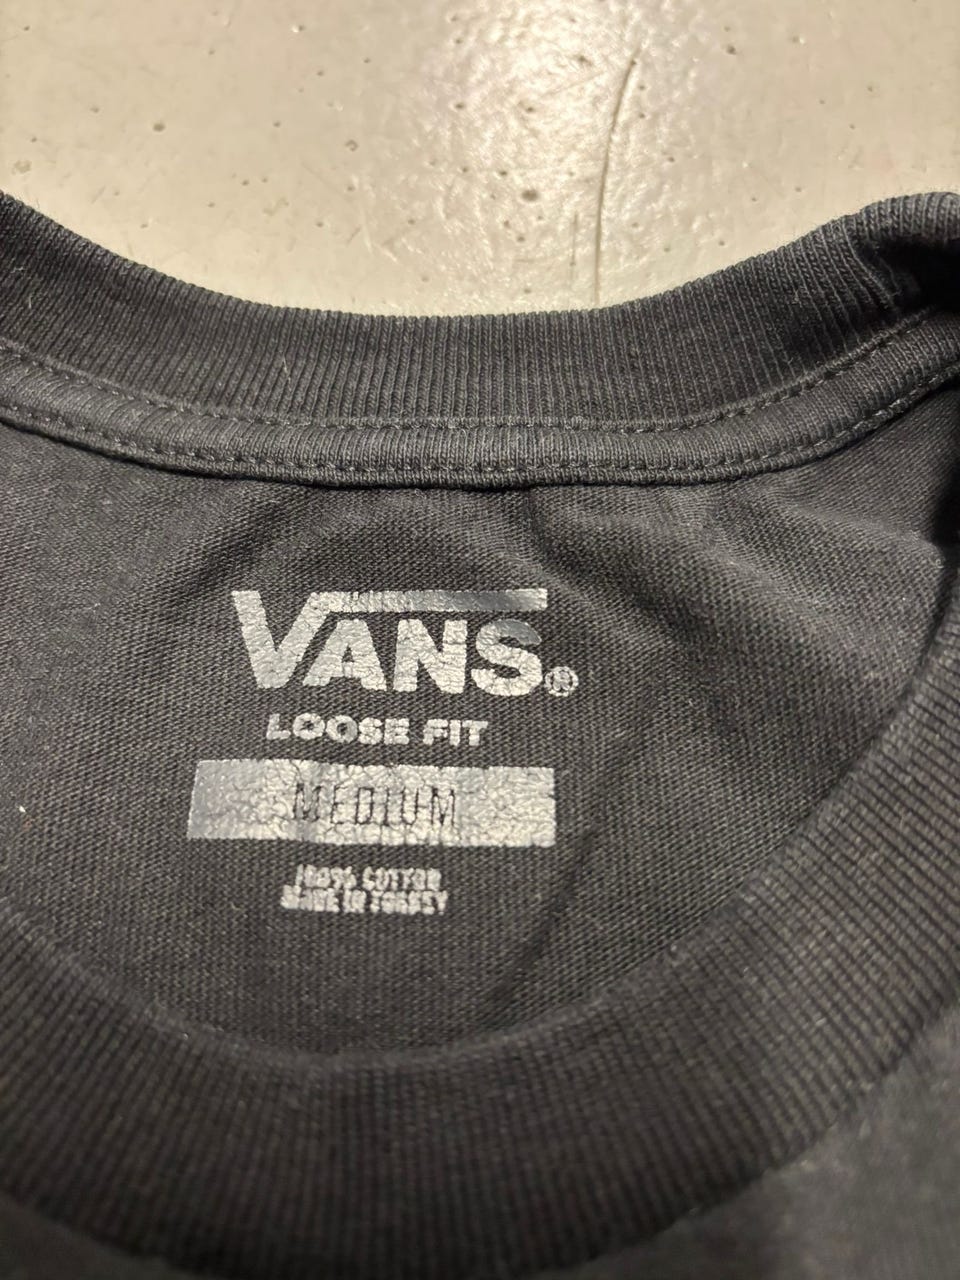 VANS®
LOOSE FIT
MEDIUM
100% COTTON
MADE IN TURKEY